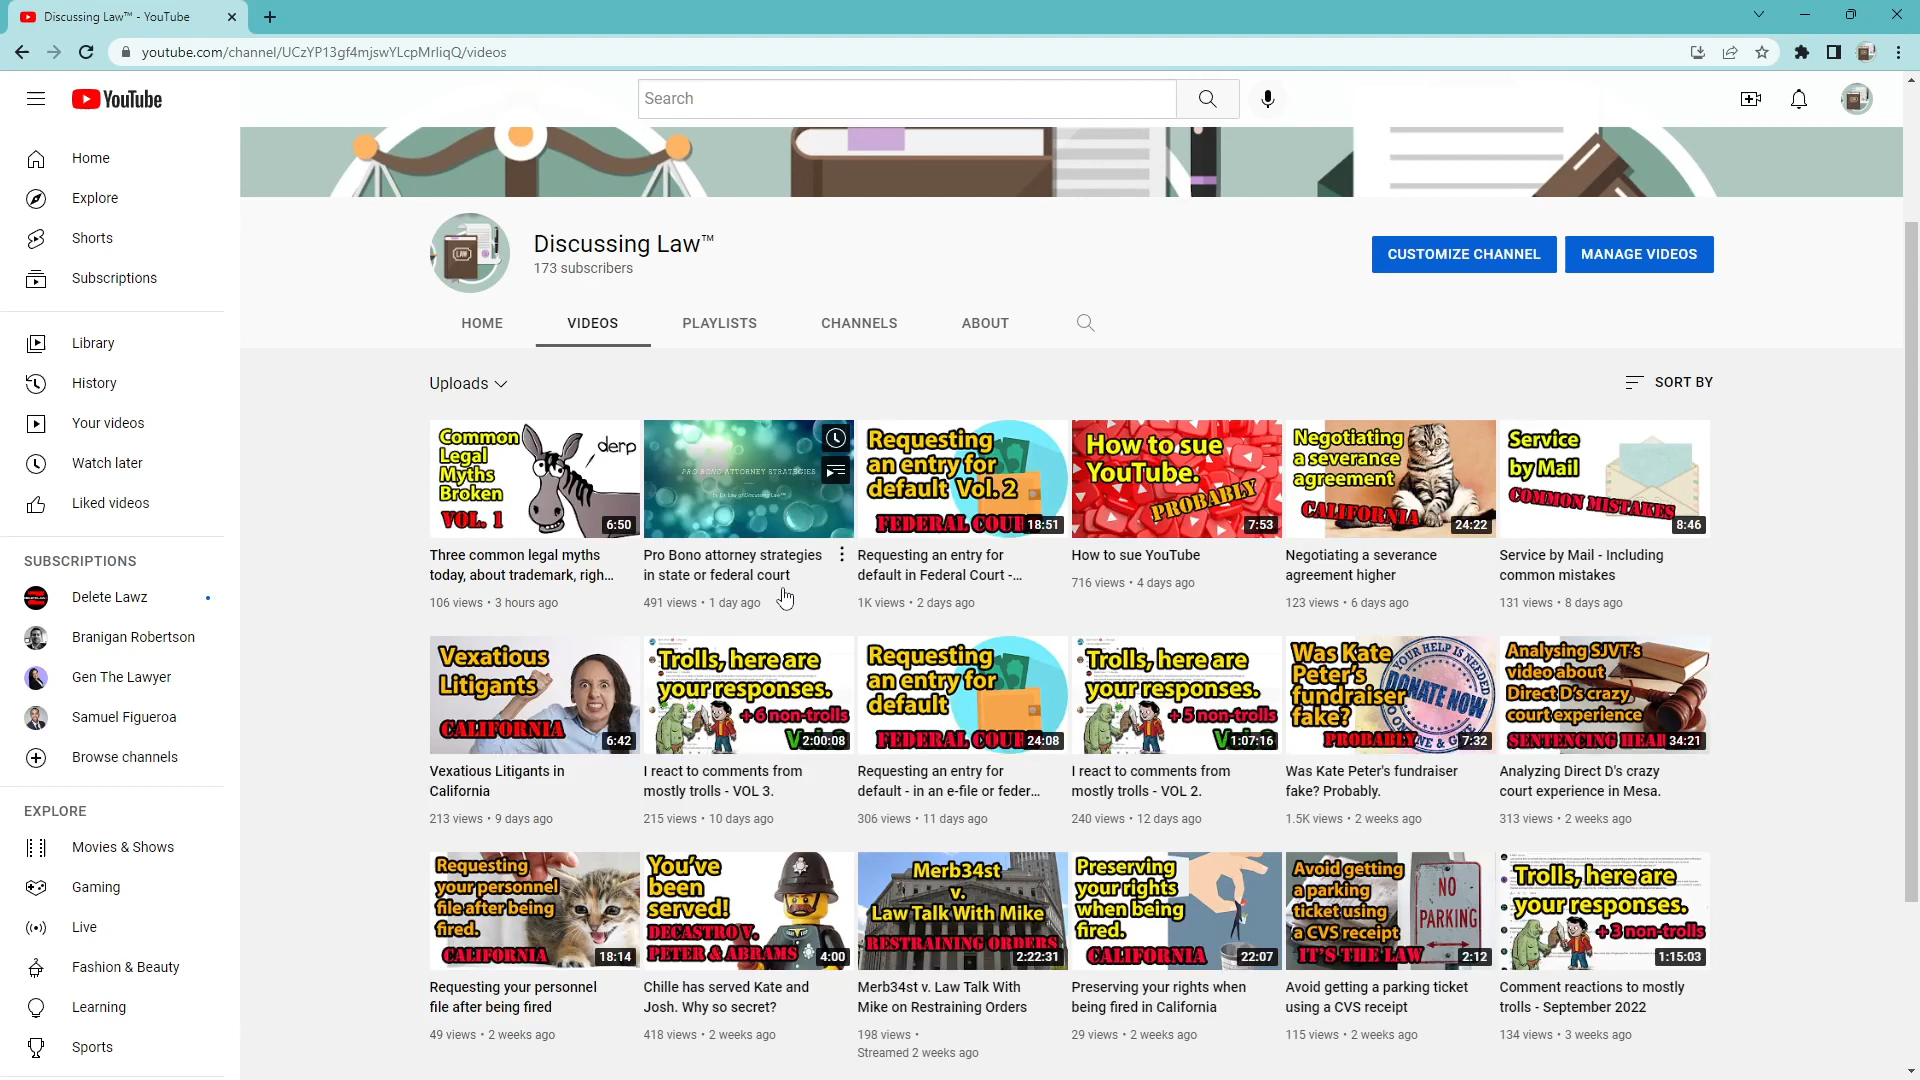 Discussing Law™ - YouTube
youtube.com/channel/UCzYP13gf4mjswYLcpMrliqQ/videos
YouTube
Search
Home
Explore
Shorts
Subscriptions
Library
History
Your videos
Watch later
Liked videos
SUBSCRIPTIONS
Delete Lawz
Branigan Robertson
Gen The Lawyer
Samuel Figueroa
Browse channels
EXPLORE
Movies & Shows
Gaming
Live
Fashion & Beauty
Learning
Sports
LAW
Discussing Law™
173 subscribers
CUSTOMIZE CHANNEL
MANAGE VIDEOS
HOME
VIDEOS
PLAYLISTS
CHANNELS
ABOUT
Uploads
SORT BY
Common
Legal
Myths
Broken
VOL. 1
derp
6:50
Three common legal myths
today, about trademark, righ...
106 views • 3 hours ago
PRO BONO ATTORNEY STRATEGIES
Pro Bono attorney strategies
in state or federal court
491 views • 1 day ago
Requesting
an entry for
default Vol. 2
FEDERAL COU
18:51
Requesting an entry for
default in Federal Court -...
1K views • 2 days ago
How to sue
YouTube.
PROBABLY
7:53
How to sue YouTube
716 views • 4 days ago
Negotiating
a severance
agreement
CALIFORNIA
24:22
Negotiating a severance
agreement higher
123 views • 6 days ago
Service
by Mail
COMMON MISTAKES
8:46
Service by Mail - Including
common mistakes
131 views • 8 days ago
Vexatious
Litigants
CALIFORNIA
6:42
Vexatious Litigants in
California
213 views • 9 days ago
Trolls, here are
your responses.
+ 6 non-trolls
2:00:08
I react to comments from
mostly trolls - VOL 3.
215 views • 10 days ago
Requesting
an entry for
default
FEDERAL COU
24:08
Requesting an entry for
default - in an e-file or feder...
306 views • 11 days ago
Trolls, here are
your responses.
+ 5 non-trolls
1:07:16
I react to comments from
mostly trolls - VOL 2.
240 views • 12 days ago
Was Kate
Peter's
fundraiser
fake?
PROBABLY
YOUR HELP IS NEEDED
DONATE NOW
7:32
Was Kate Peter's fundraiser
fake? Probably.
1.5K views • 2 weeks ago
Analysing SJVT's
video about
Direct D's crazy
court experience
SENTENCING HEAR
34:21
Analyzing Direct D's crazy
court experience in Mesa.
313 views • 2 weeks ago
Requesting
your personnel
file after being
fired.
CALIFORNIA
18:14
Requesting your personnel
file after being fired
49 views • 2 weeks ago
You've
been
served!
DECASTRO V.
PETER & ABRAMS
4:00
Chille has served Kate and
Josh. Why so secret?
418 views • 2 weeks ago
Merb34st
v.
Law Talk With Mike
RESTRAINING ORDERS
2:22:31
Merb34st v. Law Talk With
Mike on Restraining Orders
198 views •
Streamed 2 weeks ago
Preserving
your rights
when being
fired.
CALIFORNIA
22:07
Preserving your rights when
being fired in California
29 views • 2 weeks ago
Avoid getting
a parking
ticket using
a CVS receipt
IT'S THE LAW
NO
PARKING
2:12
Avoid getting a parking ticket
using a CVS receipt
115 views • 2 weeks ago
Trolls, here are
your responses.
+ 3 non-trolls
1:15:03
Comment reactions to mostly
trolls - September 2022
134 views • 3 weeks ago